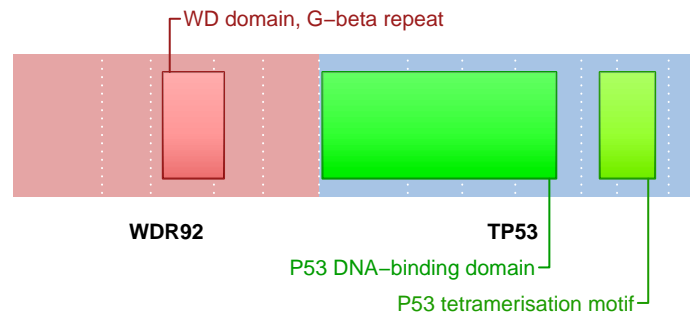 WD domain, G−beta repeat
WDR92
TP53
P53 DNA−binding domain
P53 tetramerisation motif